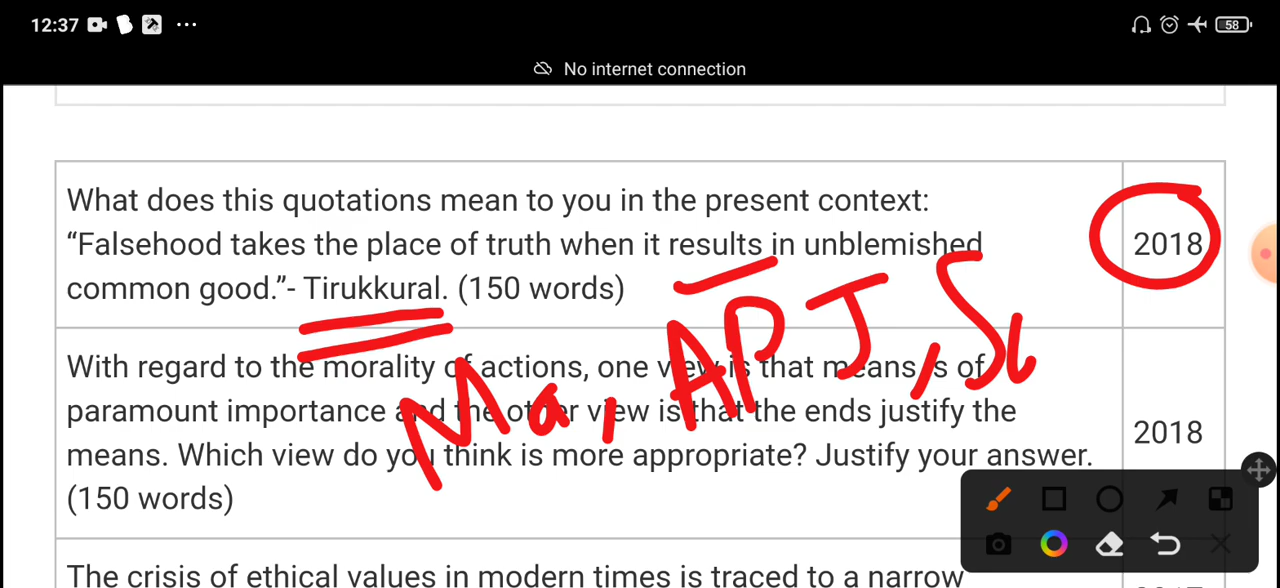 12:37
58
No internet connection
What does this quotations mean to you in the present context:
“Falsehood takes the place of truth when it results in unblemished
common good.”- Tirukkural. (150 words)
2018
Ma, APJ,
With regard to the morality of actions, one view is that means is of
paramount importance and the other view is that the ends justify the
means. Which view do you think is more appropriate? Justify your answer.
(150 words)
2018
The crisis of ethical values in modern times is traced to a narrow